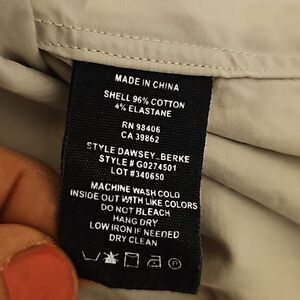 MADE IN CHINA
SHELL 96% COTTON
4% ELASTANE
RN 98406
CA 39862
STYLE DAWSEY_BERKE
STYLE # G0274501
LOT #340650
MACHINE WASH COLD
INSIDE OUT WITH LIKE COLORS
DO NOT BLEACH
HANG DRY
LOW IRON IF NEEDED
DRY CLEAN